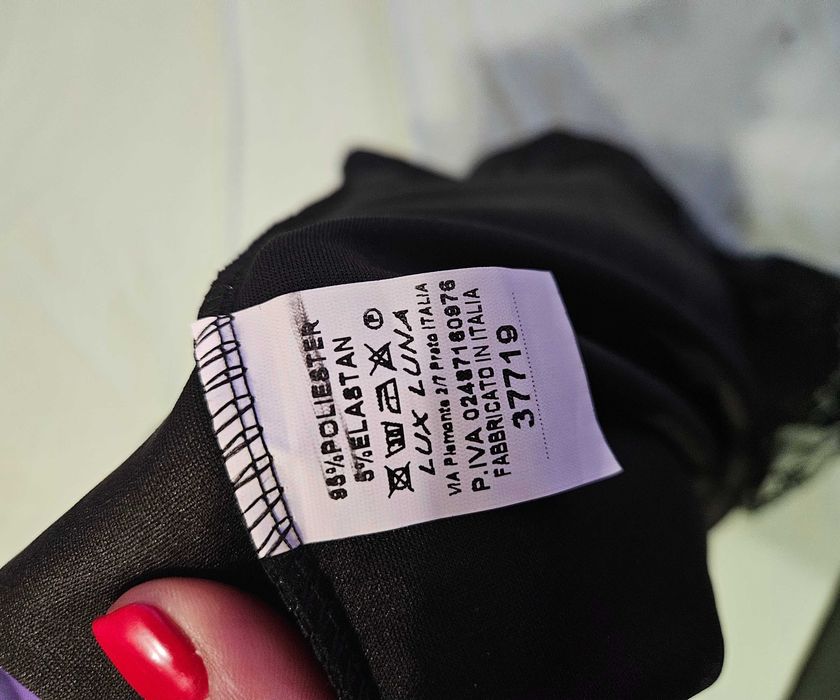 95%POLIESTER
5%ELASTAN
P
LUX LUNA
VIA Piemonte 2/7 Prato ITALIA
P.IVA 02487160976
FABBRICATO IN ITALIA
37719